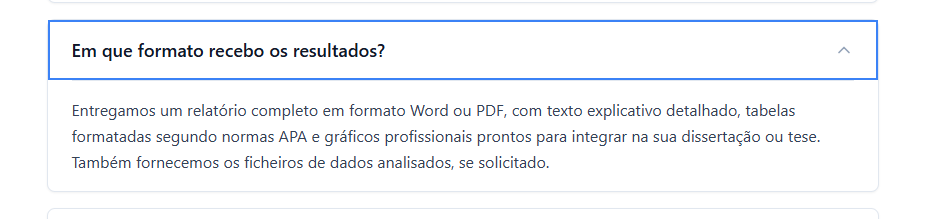 Em que formato recebo os resultados?
Entregamos um relatório completo em formato Word ou PDF, com texto explicativo detalhado, tabelas
formatadas segundo normas APA e gráficos profissionais prontos para integrar na sua dissertação ou tese.
Também fornecemos os ficheiros de dados analisados, se solicitado.